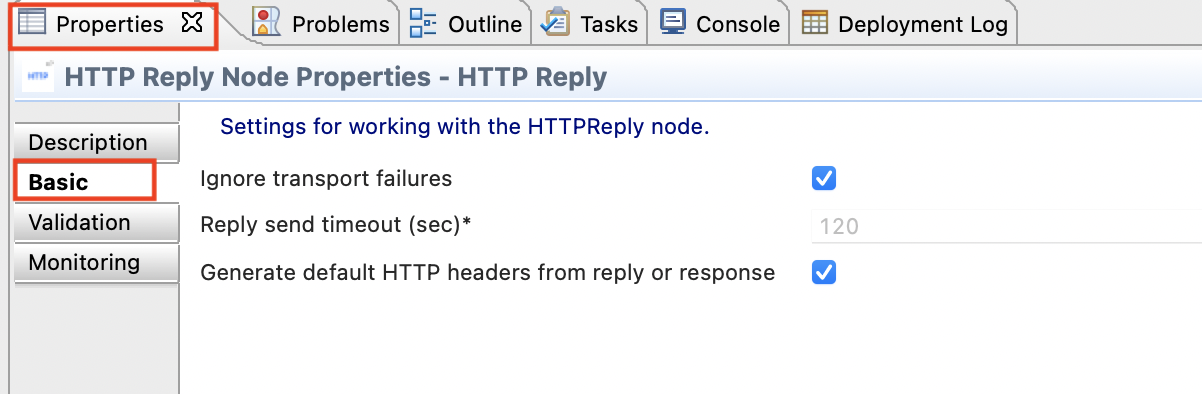 Properties Problems Outline Tasks Console Deployment Log
HTTP HTTP Reply Node Properties - HTTP Reply
Settings for working with the HTTPReply node.
Description
Basic
Validation
Monitoring
Ignore transport failures
Reply send timeout (sec)* 120
Generate default HTTP headers from reply or response